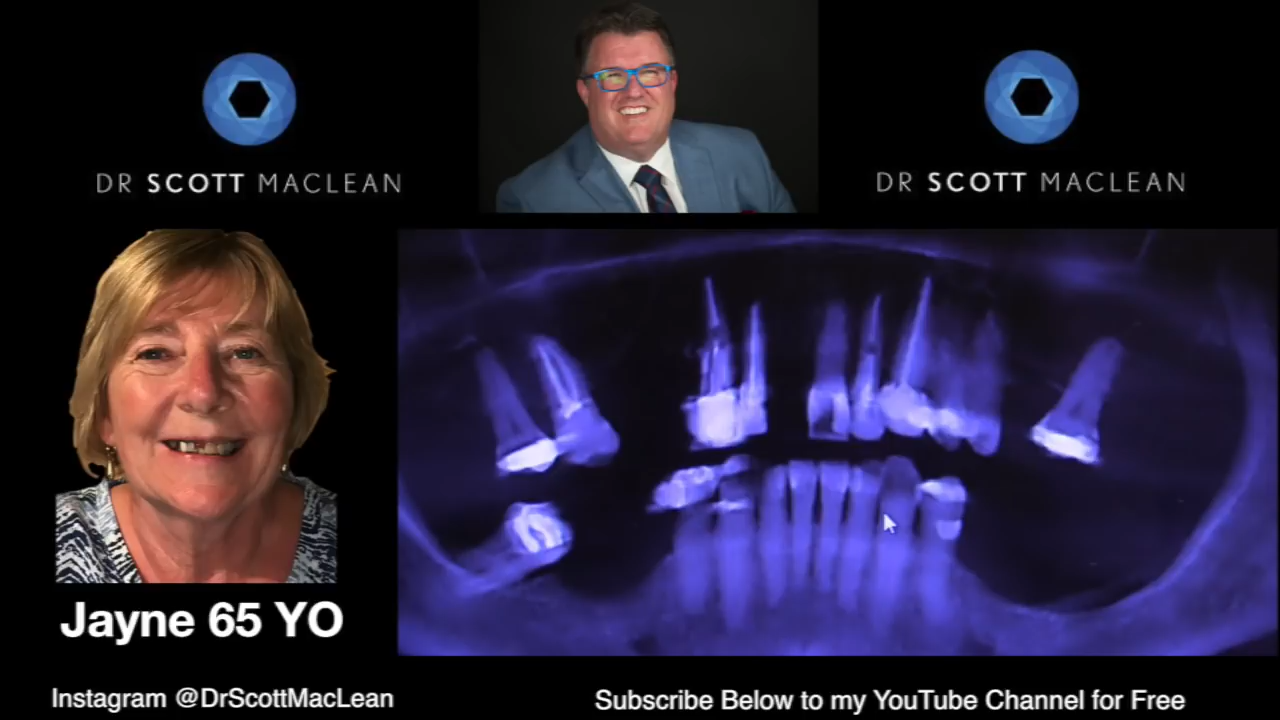 DR SCOTT MACLEAN
DR SCOTT MACLEAN
Jayne 65 YO
Instagram @DrScottMacLean
Subscribe Below to my YouTube Channel for Free